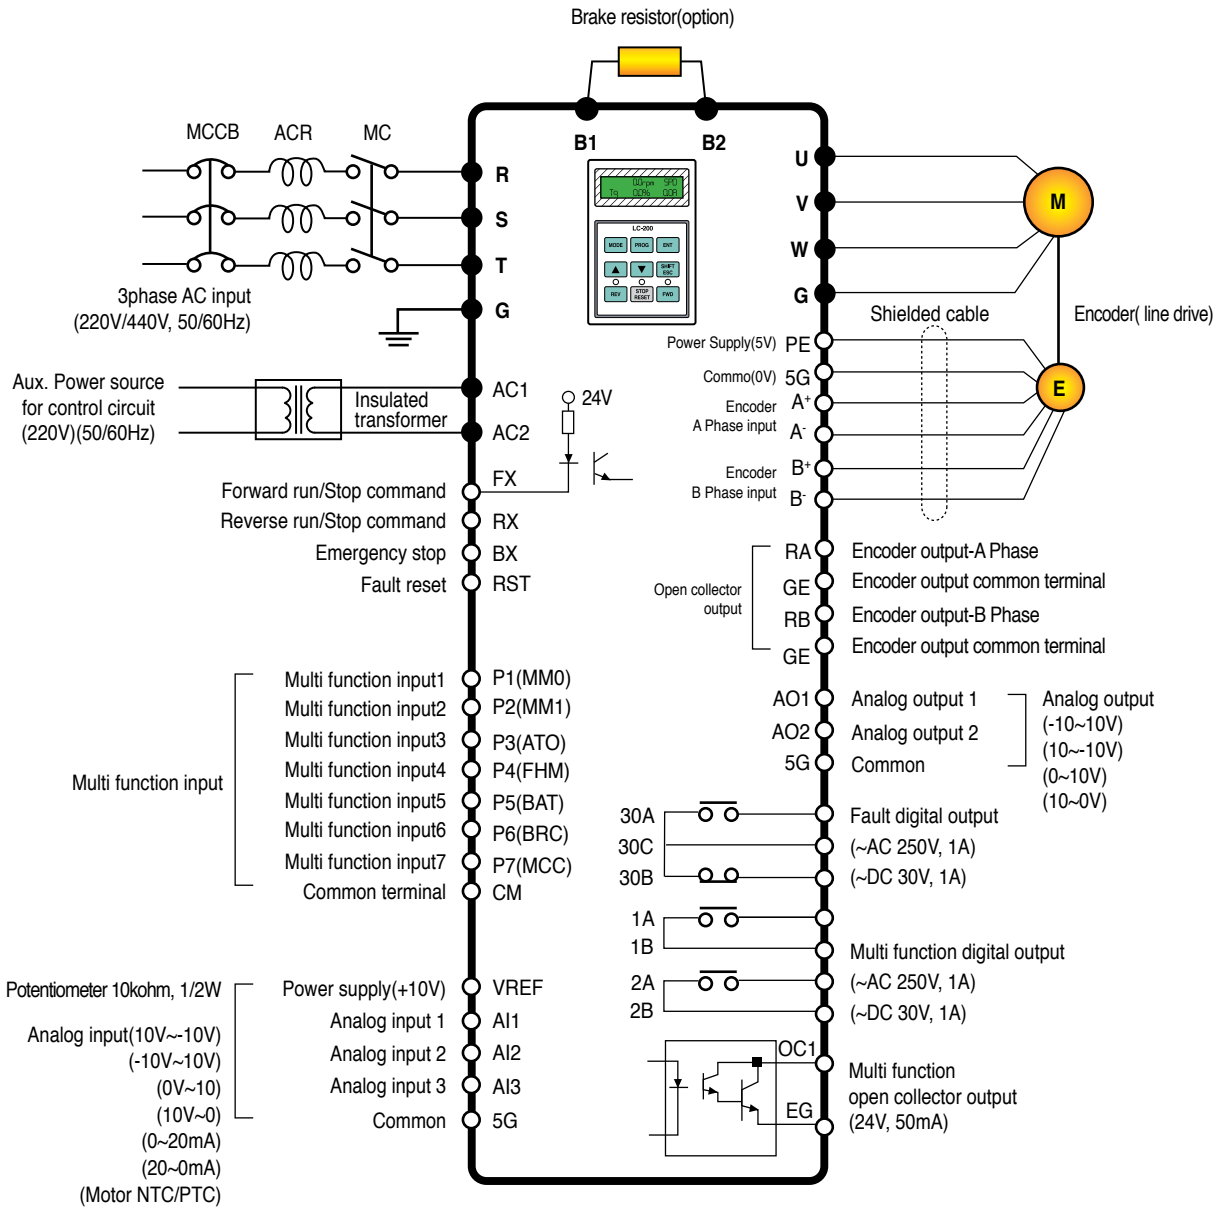 Brake resistor(option)
B1
B2
MCCB
ACR
MC
R
S
T
G
3phase AC input
(220V/440V, 50/60Hz)
Aux. Power source
for control circuit
(220V)(50/60Hz)
Insulated
transformer
AC1
AC2
24V
0.0rpm SPD
Tq 0.0% 0.0A
LC-200
MODE
PROG
ENT
SHIFT
ESC
REV
STOP
RESET
FWD
Forward run/Stop command
FX
Reverse run/Stop command
RX
Emergency stop
BX
Fault reset
RST
Multi function input
Multi function input1
P1(MM0)
Multi function input2
P2(MM1)
Multi function input3
P3(ATO)
Multi function input4
P4(FHM)
Multi function input5
P5(BAT)
Multi function input6
P6(BRC)
Multi function input7
P7(MCC)
Common terminal
CM
Potentiometer 10kohm, 1/2W
Analog input(10V~-10V)
(-10V~10V)
(0V~10)
(10V~0)
(0~20mA)
(20~0mA)
(Motor NTC/PTC)
Power supply(+10V)
VREF
Analog input 1
AI1
Analog input 2
AI2
Analog input 3
AI3
Common
5G
U
V
W
G
M
Shielded cable
Encoder( line drive)
E
Power Supply(5V)
PE
Commo(0V)
5G
Encoder
A Phase input
A+
A-
Encoder
B Phase input
B+
B-
Open collector
output
RA
Encoder output-A Phase
GE
Encoder output common terminal
RB
Encoder output-B Phase
GE
Encoder output common terminal
AO1
Analog output 1
AO2
Analog output 2
5G
Common
Analog output
(-10~10V)
(10~-10V)
(0~10V)
(10~0V)
30A
30C
30B
Fault digital output
(~AC 250V, 1A)
(~DC 30V, 1A)
1A
1B
2A
2B
Multi function digital output
(~AC 250V, 1A)
(~DC 30V, 1A)
OC1
EG
Multi function
open collector output
(24V, 50mA)